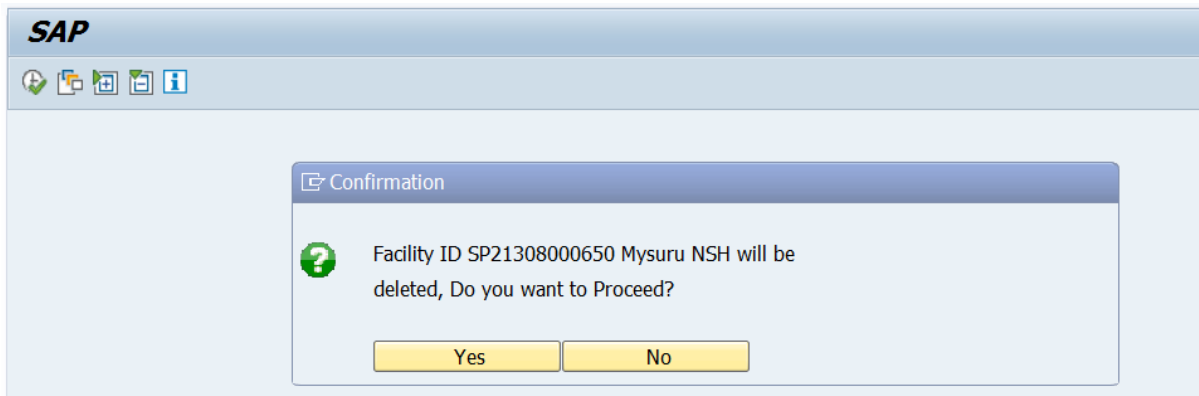 SAP
Confirmation
Facility ID SP21308000650 Mysuru NSH will be
deleted, Do you want to Proceed?
Yes
No